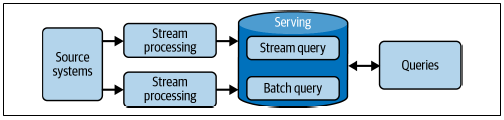 Source
systems
Stream
processing
Stream
processing
Serving
Stream query
Batch query
Queries